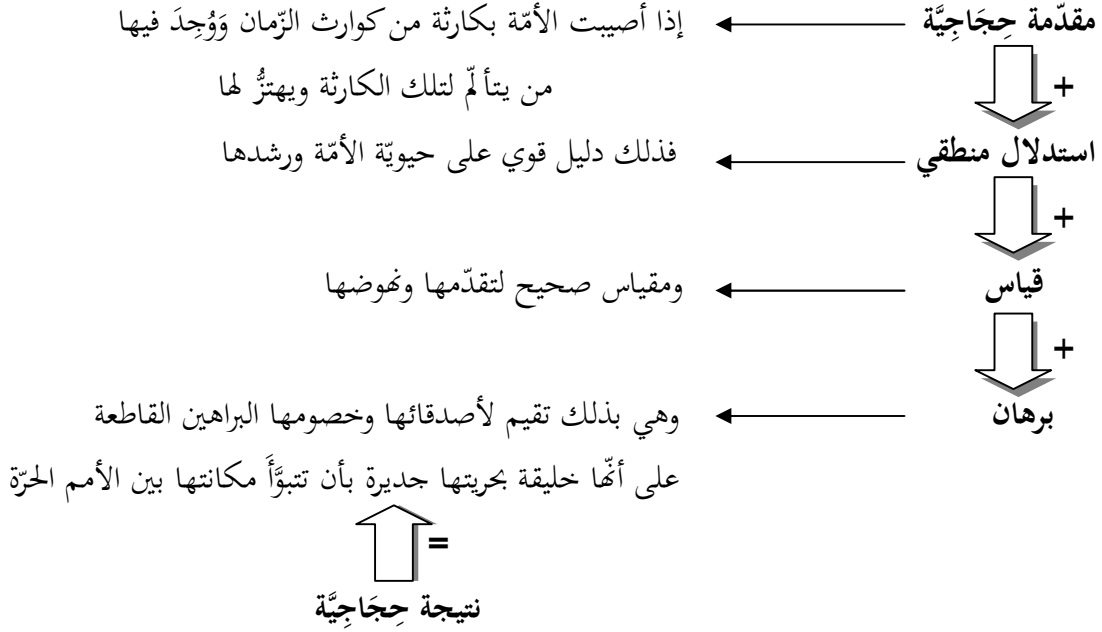 مقدّمة حِجَاجِيَّة إذا أصيبت الأمّة بكارثة من كوارث الزّمان وَوُجِدَ فيها
+ من يتألّم لتلك الكارثة ويهتزُّ لها
استدلال منطقي فذلك دليل قوي على حيويّة الأمّة ورشدها
+
قياس ومقياس صحيح لتقدّمها ونهوضها
+
برهان وهي بذلك تقيم لأصدقائها وخصومها البراهين القاطعة
على أنّها خليقة بحريتها جديرة بأن تتبوَّأَ مكانتها بين الأمم الحرّة
=
نتيجة حِجَاجِيَّة